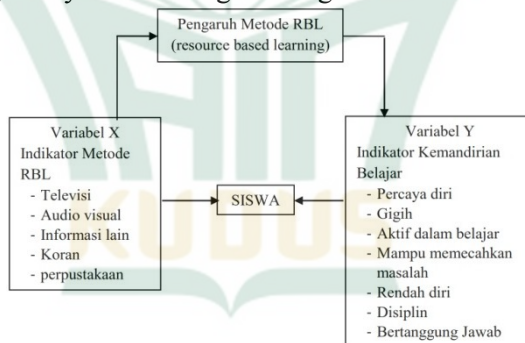 Pengaruh Metode RBL
(resource based learning)
Variabel X
Indikator Metode
RBL
- Televisi
- Audio visual
- Informasi lain
- Koran
- perpustakaan
SISWA
Variabel Y
Indikator Kemandirian
Belajar
- Percaya diri
- Gigih
- Aktif dalam belajar
- Mampu memecahkan
masalah
- Rendah diri
- Disiplin
- Bertanggung Jawab
KUDUS